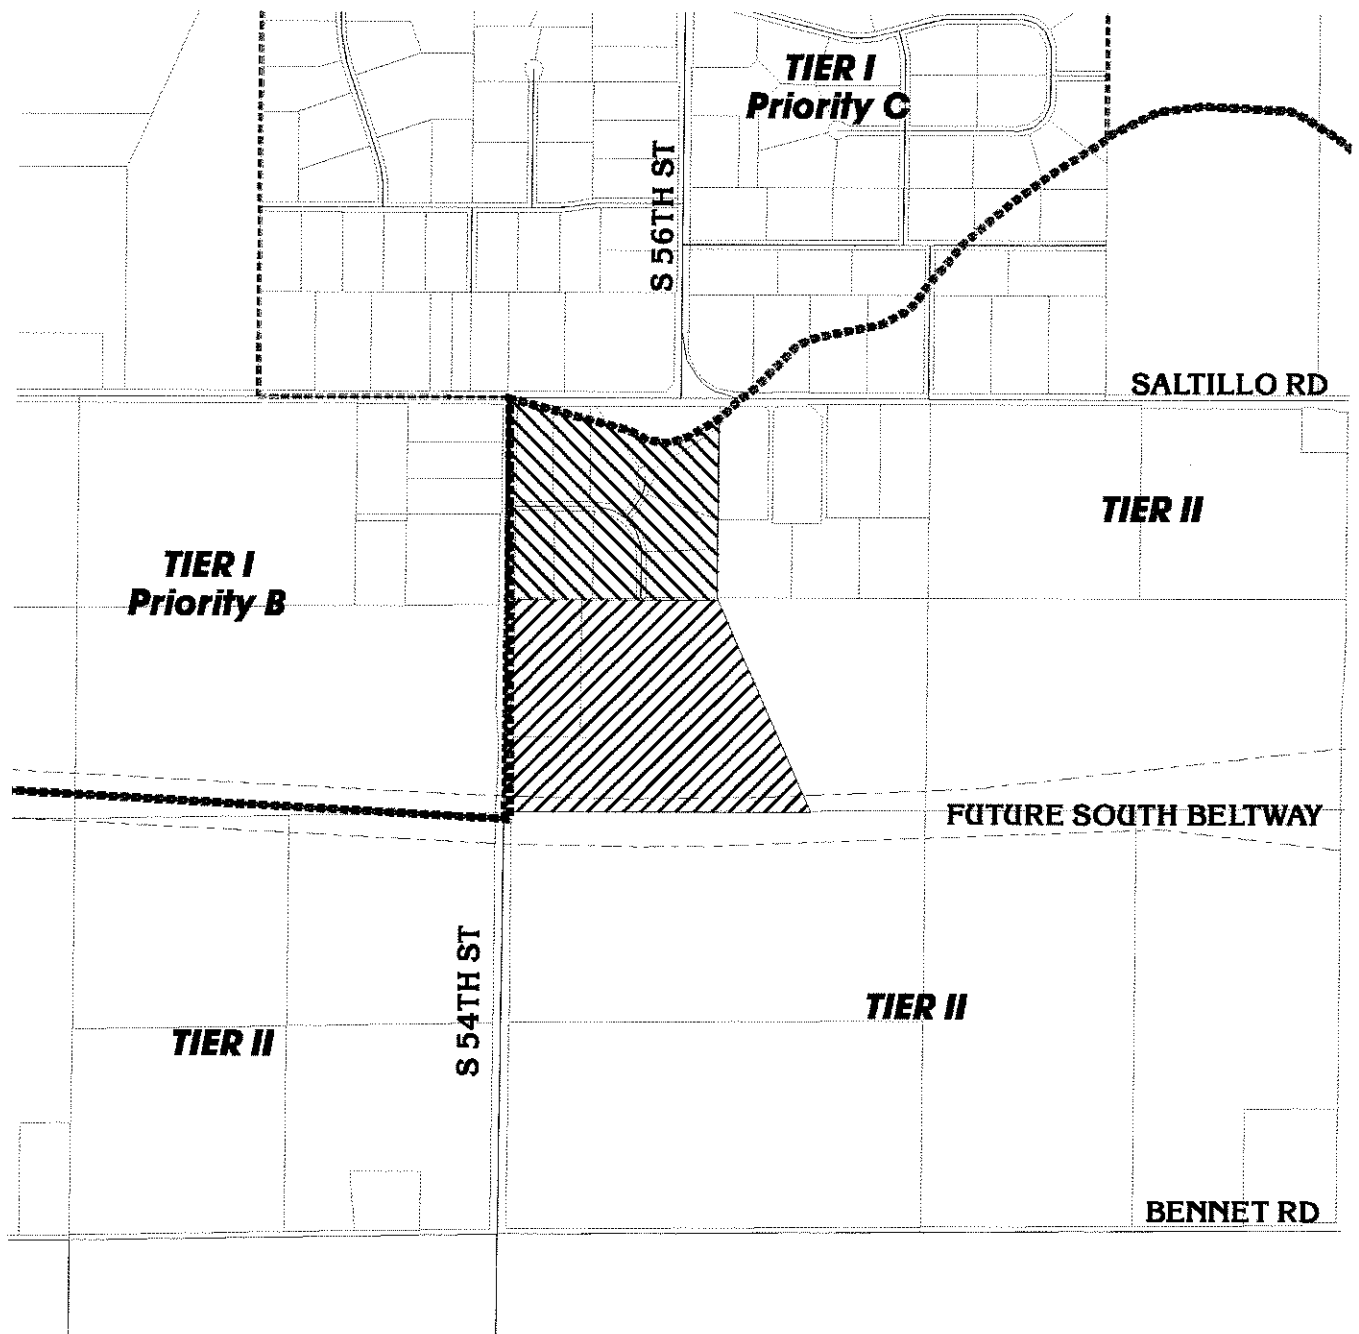 TIER I
Priority C
S 56TH ST
SALTILLO RD
TIER II
TIER I
Priority B
FUTURE SOUTH BELTWAY
S 54TH ST
TIER II
TIER II
BENNET RD